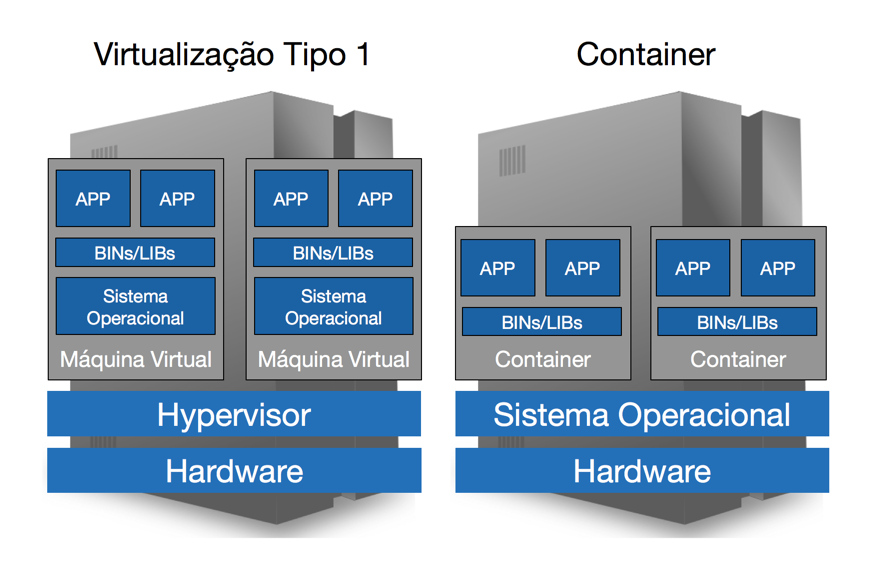 Virtualização Tipo 1
APP APP
BINs/LIBs
Sistema
Operacional
Máquina Virtual
APP APP
BINs/LIBs
Sistema
Operacional
Máquina Virtual
Hypervisor
Hardware
Container
APP APP
BINs/LIBs
Container
APP APP
BINs/LIBs
Container
Sistema Operacional
Hardware